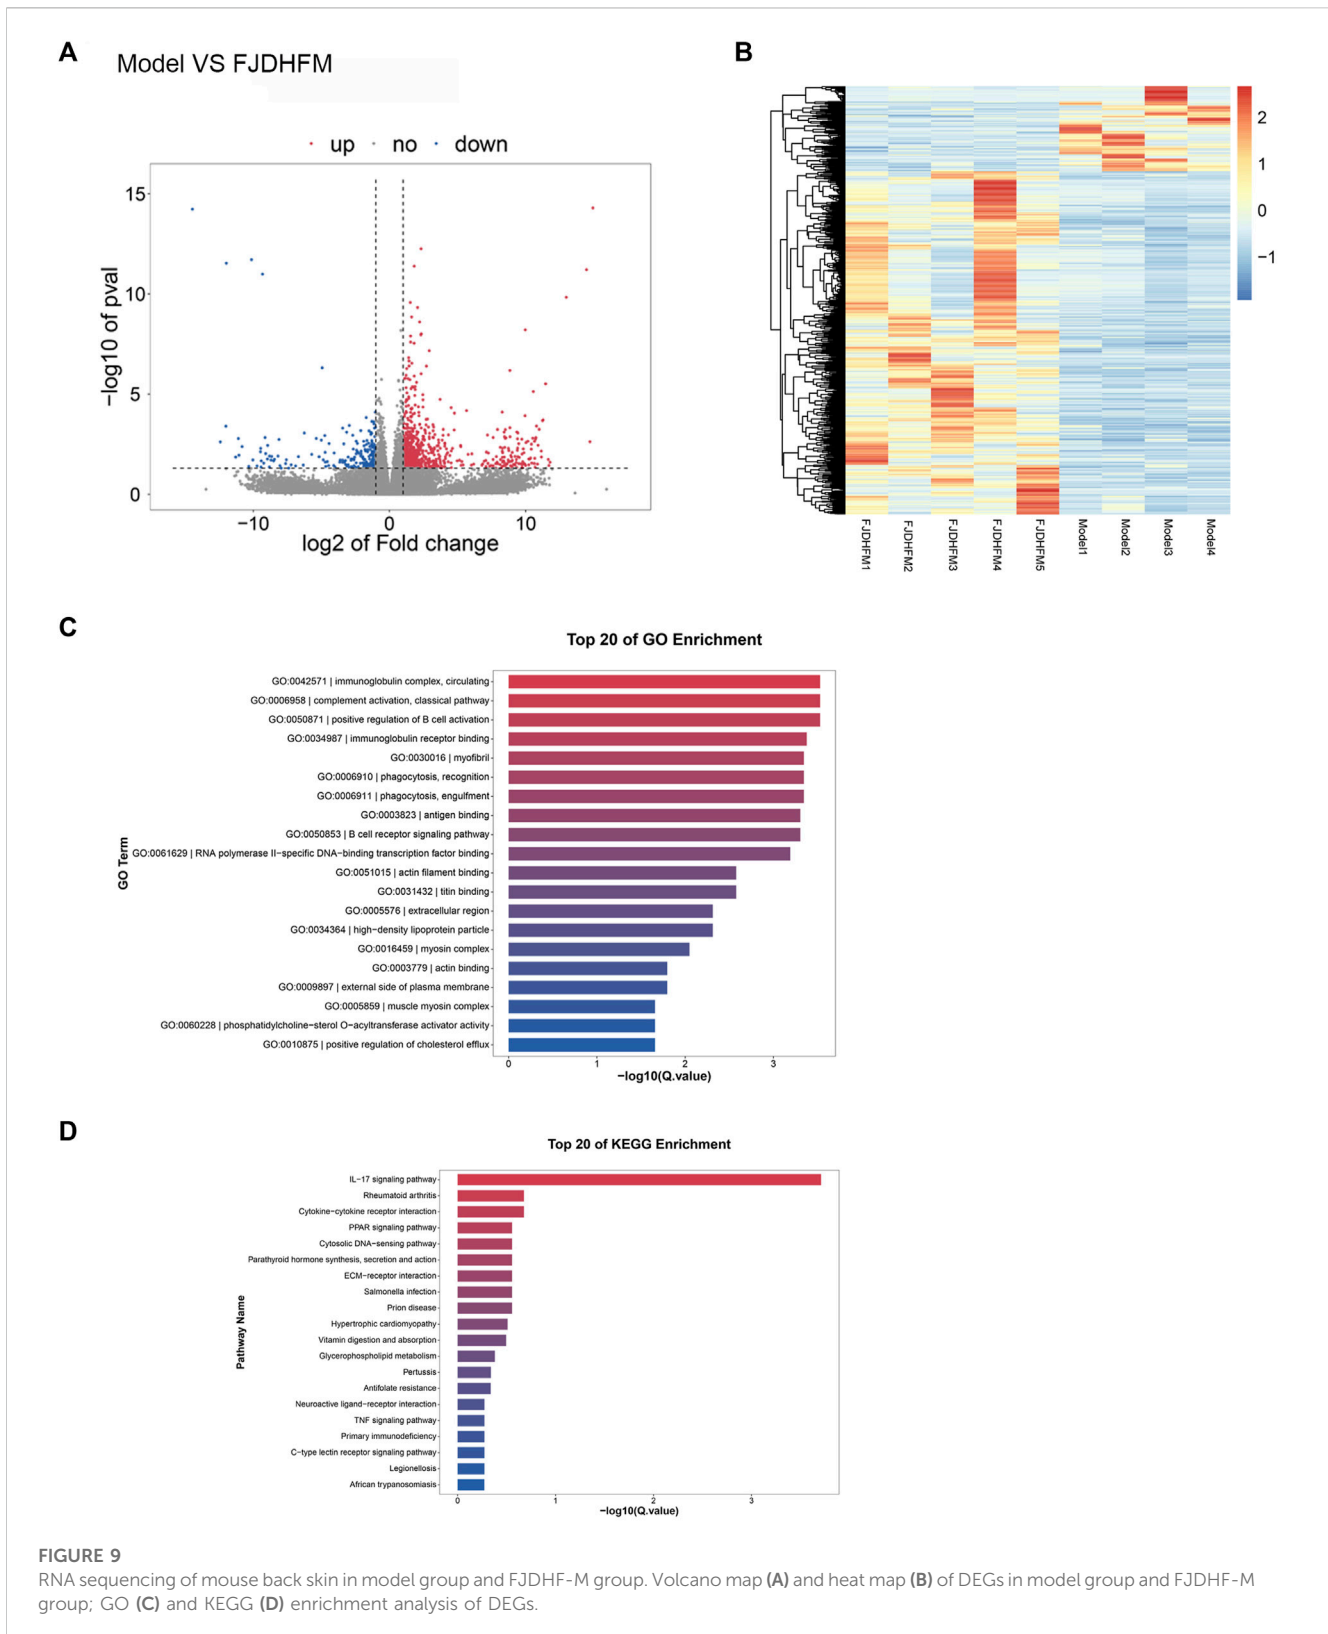 A
Model VS FJDHFM
up no down
15
10
5
0
−log10 of pval
−10 0 10
log2 of Fold change
B
2
1
0
−1
FJDHFM1
FJDHFM2
FJDHFM3
FJDHFM4
FJDHFM5
Model1
Model2
Model3
Model4
C
Top 20 of GO Enrichment
GO Term
GO:0042571 | immunoglobulin complex, circulating
GO:0006958 | complement activation, classical pathway
GO:0050871 | positive regulation of B cell activation
GO:0034987 | immunoglobulin receptor binding
GO:0030016 | myofibril
GO:0006910 | phagocytosis, recognition
GO:0006911 | phagocytosis, engulfment
GO:0003823 | antigen binding
GO:0050853 | B cell receptor signaling pathway
GO:0061629 | RNA polymerase II−specific DNA−binding transcription factor binding
GO:0051015 | actin filament binding
GO:0031432 | titin binding
GO:0005576 | extracellular region
GO:0034364 | high−density lipoprotein particle
GO:0016459 | myosin complex
GO:0003779 | actin binding
GO:0009897 | external side of plasma membrane
GO:0005859 | muscle myosin complex
GO:0060228 | phosphatidylcholine−sterol O−acyltransferase activator activity
GO:0010875 | positive regulation of cholesterol efflux
0 1 2 3
−log10(Q.value)
D
Top 20 of KEGG Enrichment
Pathway Name
IL−17 signaling pathway
Rheumatoid arthritis
Cytokine−cytokine receptor interaction
PPAR signaling pathway
Cytosolic DNA−sensing pathway
Parathyroid hormone synthesis, secretion and action
ECM−receptor interaction
Salmonella infection
Prion disease
Hypertrophic cardiomyopathy
Vitamin digestion and absorption
Glycerophospholipid metabolism
Pertussis
Antifolate resistance
Neuroactive ligand−receptor interaction
TNF signaling pathway
Primary immunodeficiency
C−type lectin receptor signaling pathway
Legionellosis
African trypanosomiasis
0 1 2 3
−log10(Q.value)
FIGURE 9
RNA sequencing of mouse back skin in model group and FJDHF-M group. Volcano map (A) and heat map (B) of DEGs in model group and FJDHF-M
group; GO (C) and KEGG (D) enrichment analysis of DEGs.